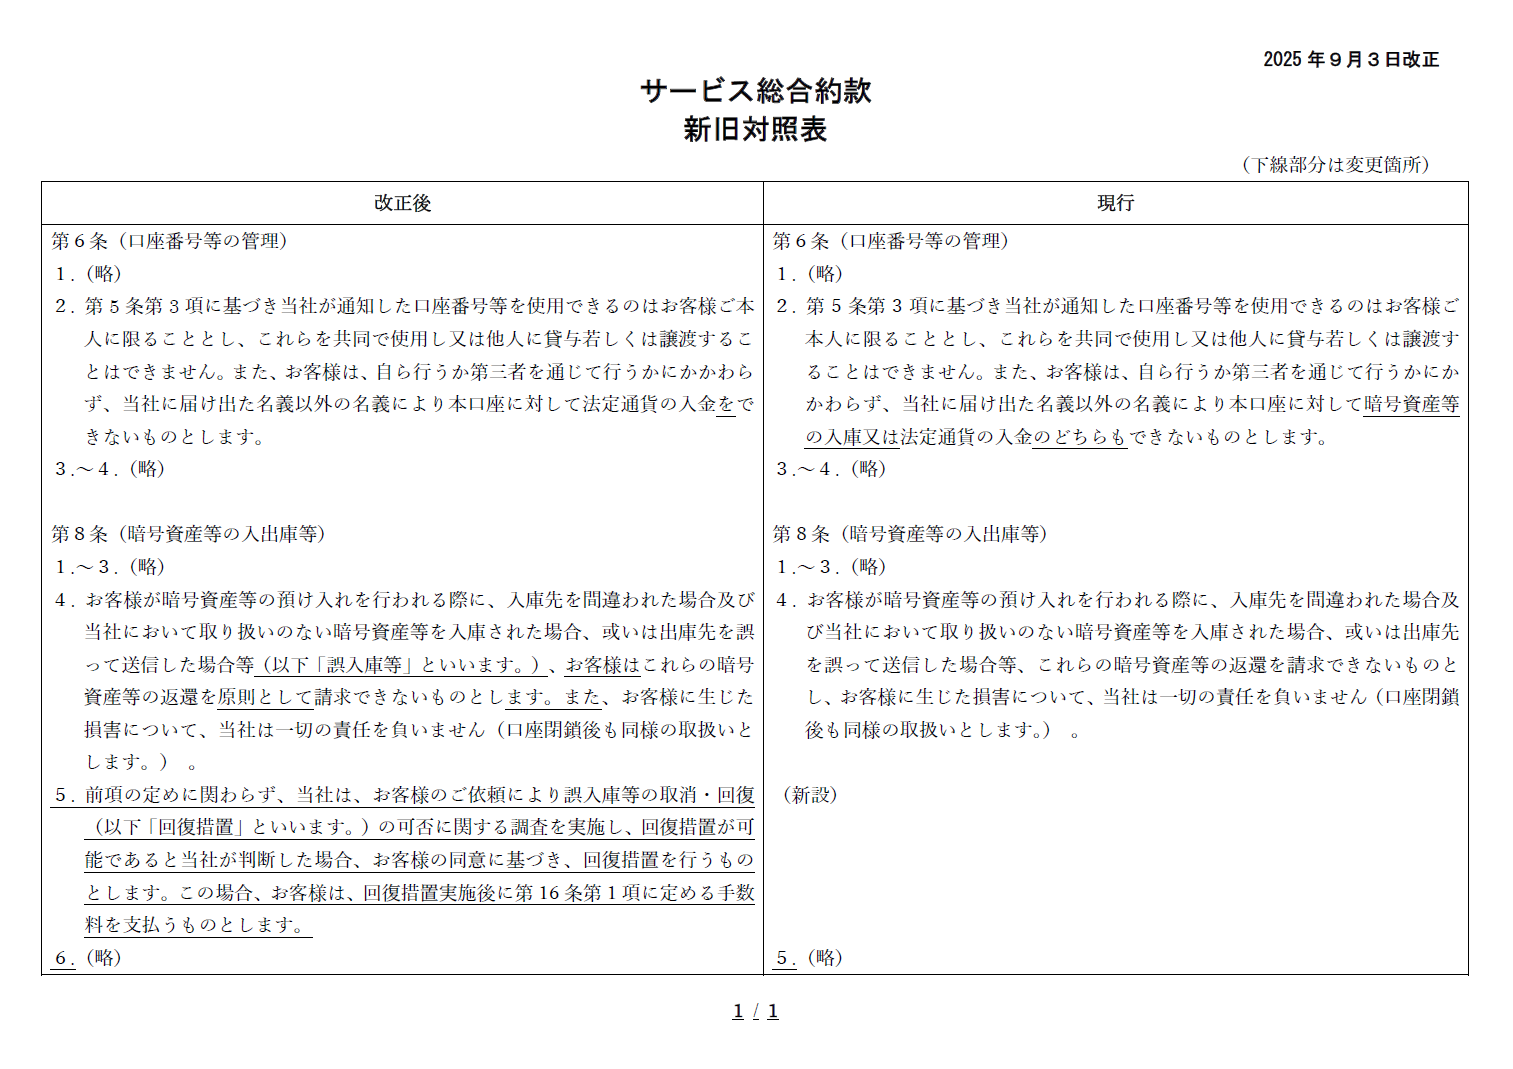 2025年９月３日改正
サービス総合約款
新旧対照表
（下線部分は変更箇所）
改正後
第６条（口座番号等の管理）
１.（略）
２. 第５条第３項に基づき当社が通知した口座番号等を使用できるのはお客様ご本
人に限ることとし、これらを共同で使用し又は他人に貸与若しくは譲渡するこ
とはできません。また、お客様は、自ら行うか第三者を通じて行うかにかかわら
ず、当社に届け出た名義以外の名義により本口座に対して法定通貨の入金をで
きないものとします。
３.～４.（略）
第８条（暗号資産等の入出庫等）
１.～３.（略）
４. お客様が暗号資産等の預け入れを行われる際に、入庫先を間違われた場合及び
当社において取り扱いのない暗号資産等を入庫された場合、或いは出庫先を誤
って送信した場合等（以下「誤入庫等」といいます。）、お客様はこれらの暗号
資産等の返還を原則として請求できないものとします。また、お客様に生じた
損害について、当社は一切の責任を負いません（口座閉鎖後も同様の取扱いと
します。） 。
５. 前項の定めに関わらず、当社は、お客様のご依頼により誤入庫等の取消・回復
（以下「回復措置」といいます。）の可否に関する調査を実施し、回復措置が可
能であると当社が判断した場合、お客様の同意に基づき、回復措置を行うもの
とします。この場合、お客様は、回復措置実施後に第16条第１項に定める手数
料を支払うものとします。
６.（略）
現行
第６条（口座番号等の管理）
１.（略）
２. 第５条第３項に基づき当社が通知した口座番号等を使用できるのはお客様ご
本人に限ることとし、これらを共同で使用し又は他人に貸与若しくは譲渡す
ることはできません。また、お客様は、自ら行うか第三者を通じて行うかにか
かわらず、当社に届け出た名義以外の名義により本口座に対して暗号資産等
の入庫又は法定通貨の入金のどちらもできないものとします。
３.～４.（略）
第８条（暗号資産等の入出庫等）
１.～３.（略）
４. お客様が暗号資産等の預け入れを行われる際に、入庫先を間違われた場合及
び当社において取り扱いのない暗号資産等を入庫された場合、或いは出庫先
を誤って送信した場合等、これらの暗号資産等の返還を請求できないものと
し、お客様に生じた損害について、当社は一切の責任を負いません（口座閉鎖
後も同様の取扱いとします。） 。
（新設）
５.（略）
1 / 1